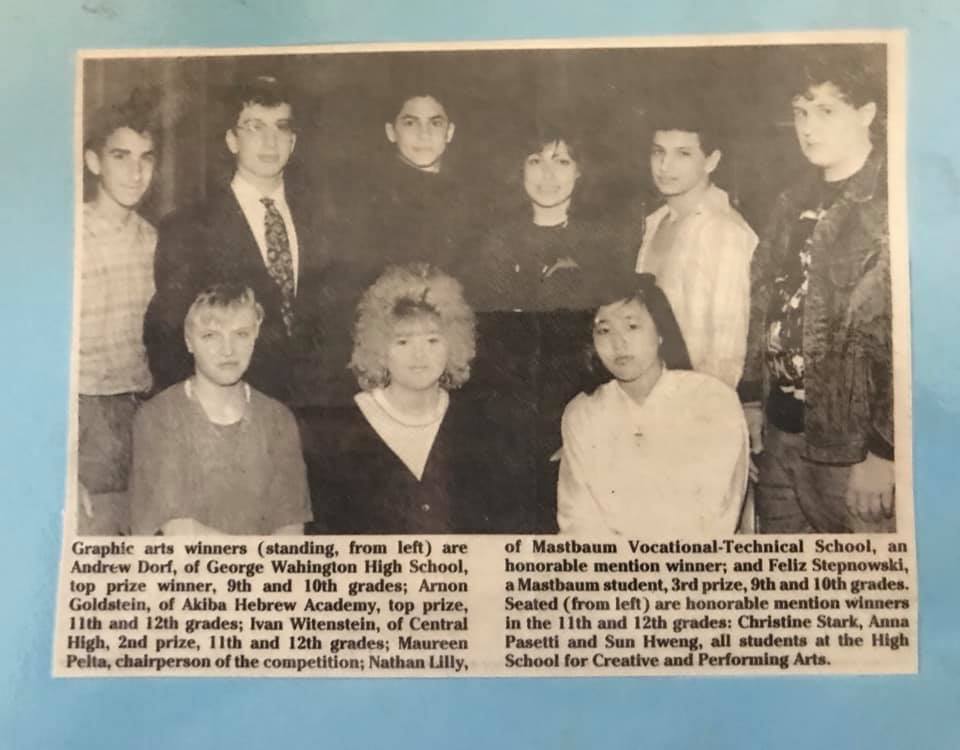 Graphic arts winners (standing, from left) are
Andrew Dorf, of George Wahington High School,
top prize winner, 9th and 10th grades; Arnon
Goldstein, of Akiba Hebrew Academy, top prize,
11th and 12th grades; Ivan Witenstein, of Central
High, 2nd prize, 11th and 12th grades; Maureen
Pelta, chairperson of the competition; Nathan Lilly,
of Mastbaum Vocational-Technical School, an
honorable mention winner; and Feliz Stepnowski,
a Mastbaum student, 3rd prize, 9th and 10th grades.
Seated (from left) are honorable mention winners
in the 11th and 12th grades: Christine Stark, Anna
Pasetti and Sun Hweng, all students at the High
School for Creative and Performing Arts.